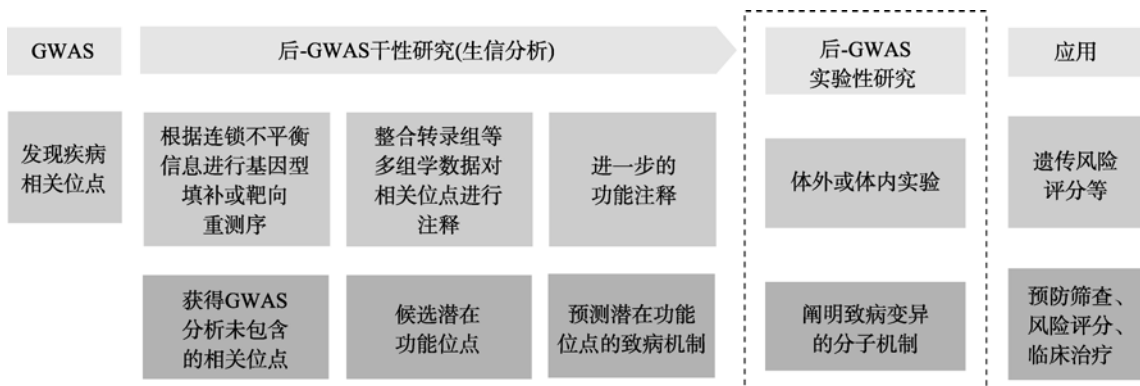 GWAS
后-GWAS干性研究(生信分析)
后-GWAS
实验性研究
应用
发现疾病
相关位点
根据连锁不平衡
信息进行基因型
填补或靶向
重测序
整合转录组等
多组学数据对
相关位点进行
注释
进一步的
功能注释
体外或体内实验
遗传风险
评分等
获得GWAS
分析未包含
的相关位点
候选潜在
功能位点
预测潜在功能
位点的致病机制
阐明致病变异
的分子机制
预防筛查、
风险评分、
临床治疗